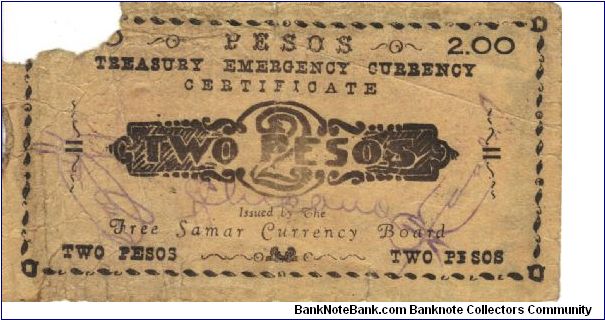 PESOS 2.00
TREASURY EMERGENCY CURRENCY
CERTIFICATE
TWO PESOS
2
Issued by The
Free Samar Currency Board
TWO PESOS TWO PESOS
BankNoteBank.com Banknote Collectors Community